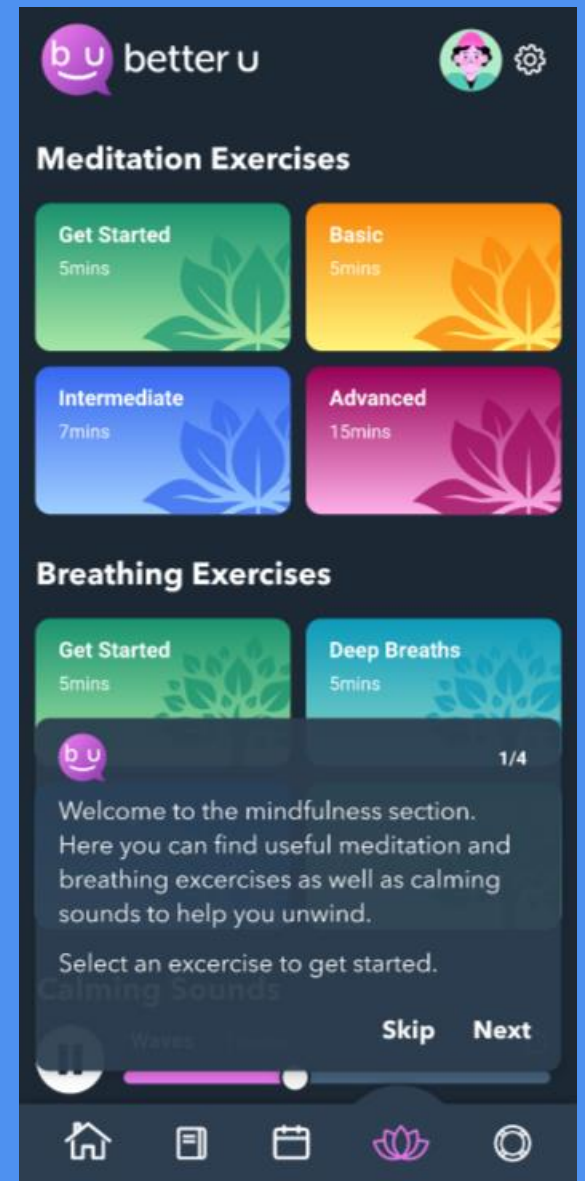 b u better u
Meditation Exercises
Get Started
5mins
Basic
5mins
Intermediate
7mins
Advanced
15mins
Breathing Exercises
Get Started
5mins
Deep Breaths
5mins
b u
1/4
Welcome to the mindfulness section.
Here you can find useful meditation and
breathing excercises as well as calming
sounds to help you unwind.
Select an excercise to get started.
Calming Sounds
Skip Next
Waves